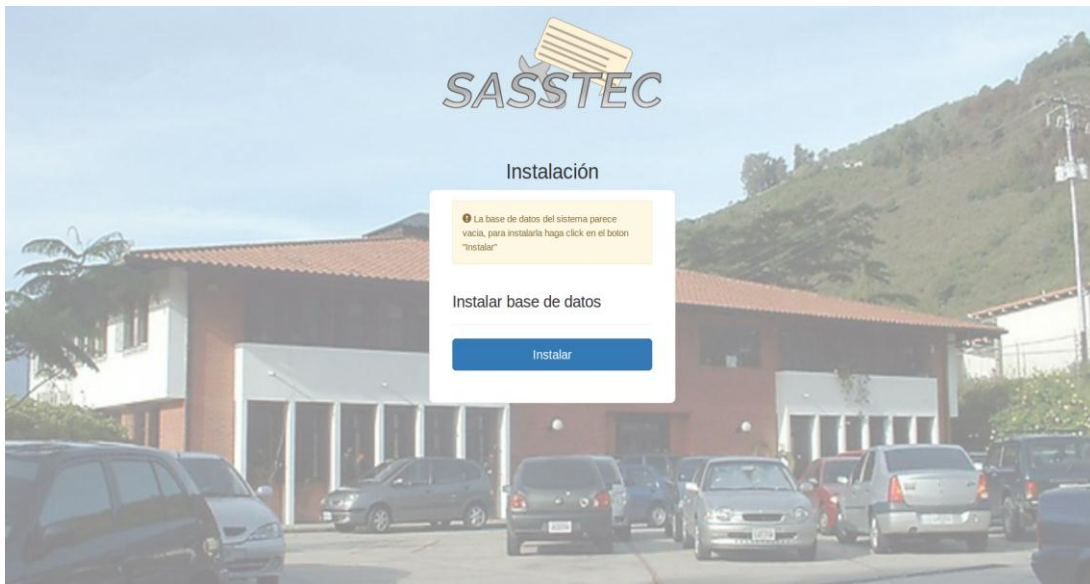 SASSTEC
Instalación
La base de datos del sistema parece
vacia, para instalarla haga click en el boton
"Instalar"
Instalar base de datos
Instalar